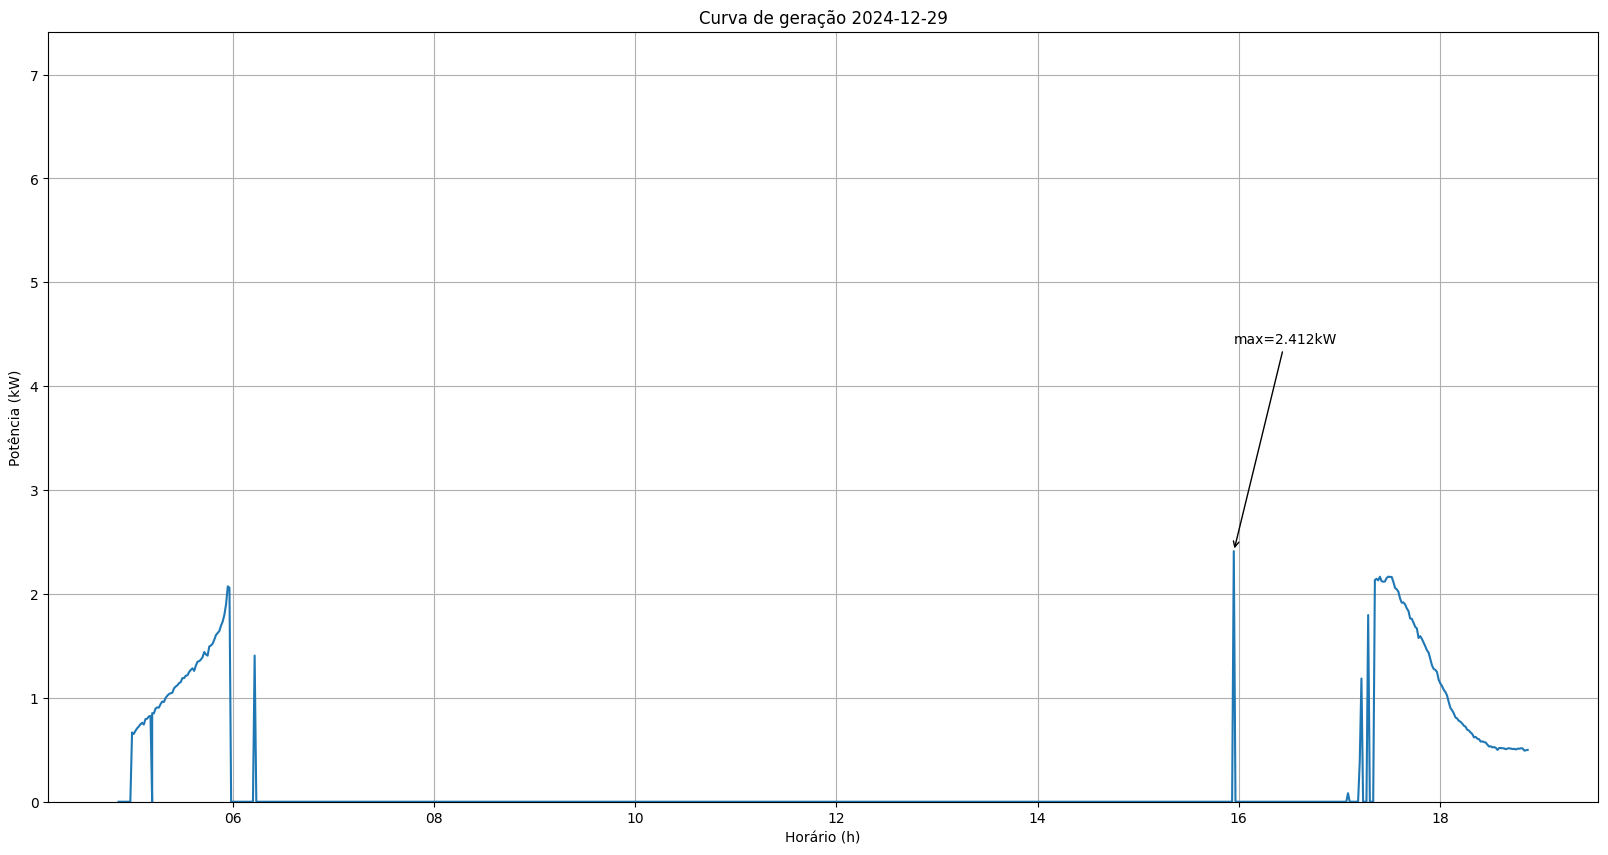 Curva de geração 2024-12-29
7
6
5
4
3
2
1
0
Potência (kW)
max=2.412kW
06 08 10 12 14 16 18
Horário (h)